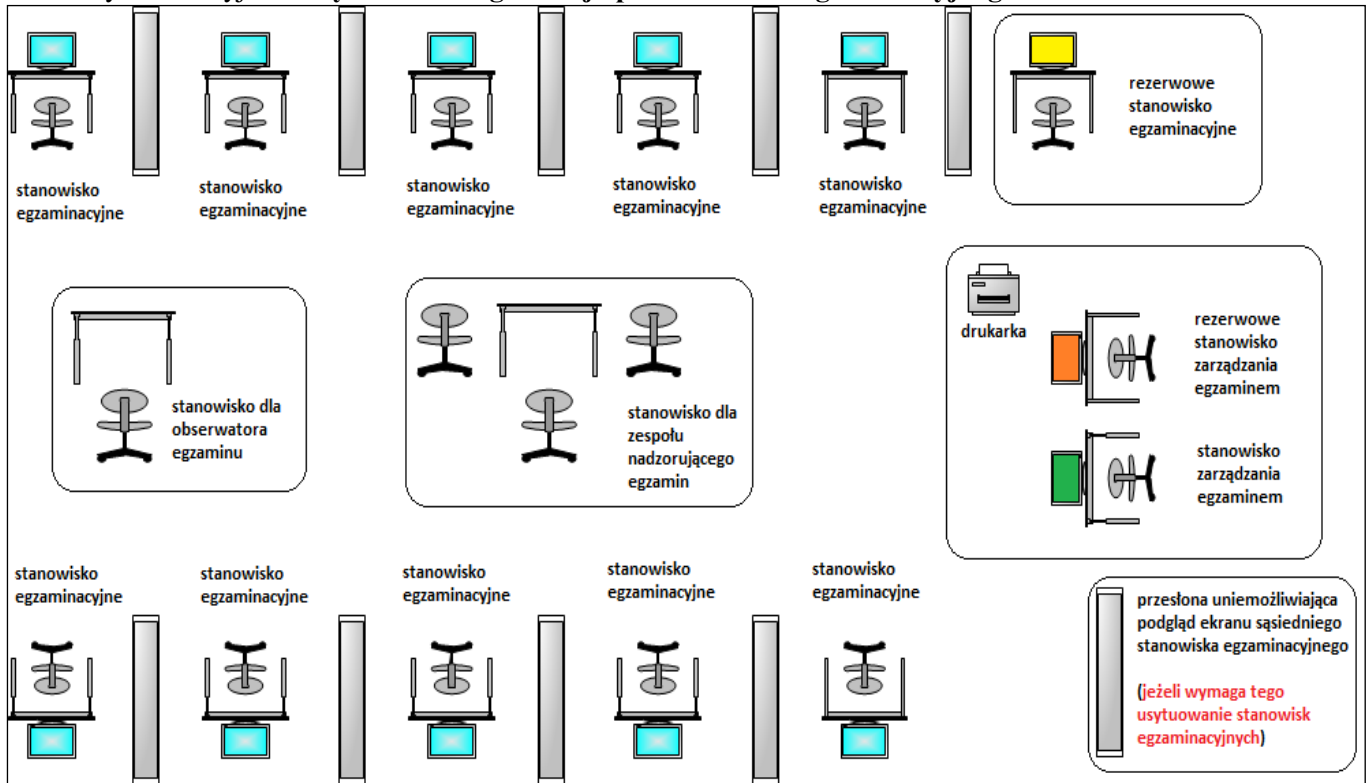 rezerwowe
stanowisko
egzaminacyjne
stanowisko
egzaminacyjne
stanowisko
egzaminacyjne
stanowisko
egzaminacyjne
stanowisko
egzaminacyjne
stanowisko
egzaminacyjne
drukarka
rezerwowe
stanowisko
zarządzania
egzaminem
stanowisko dla
obserwatora
egzaminu
stanowisko dla
zespołu
nadzorującego
egzamin
stanowisko
zarządzania
egzaminem
stanowisko
egzaminacyjne
stanowisko
egzaminacyjne
stanowisko
egzaminacyjne
stanowisko
egzaminacyjne
stanowisko
egzaminacyjne
przesłona uniemożliwiająca
podgląd ekranu sąsiedniego
stanowiska egzaminacyjnego
(jeżeli wymaga tego
usytuowanie stanowisk
egzaminacyjnych)